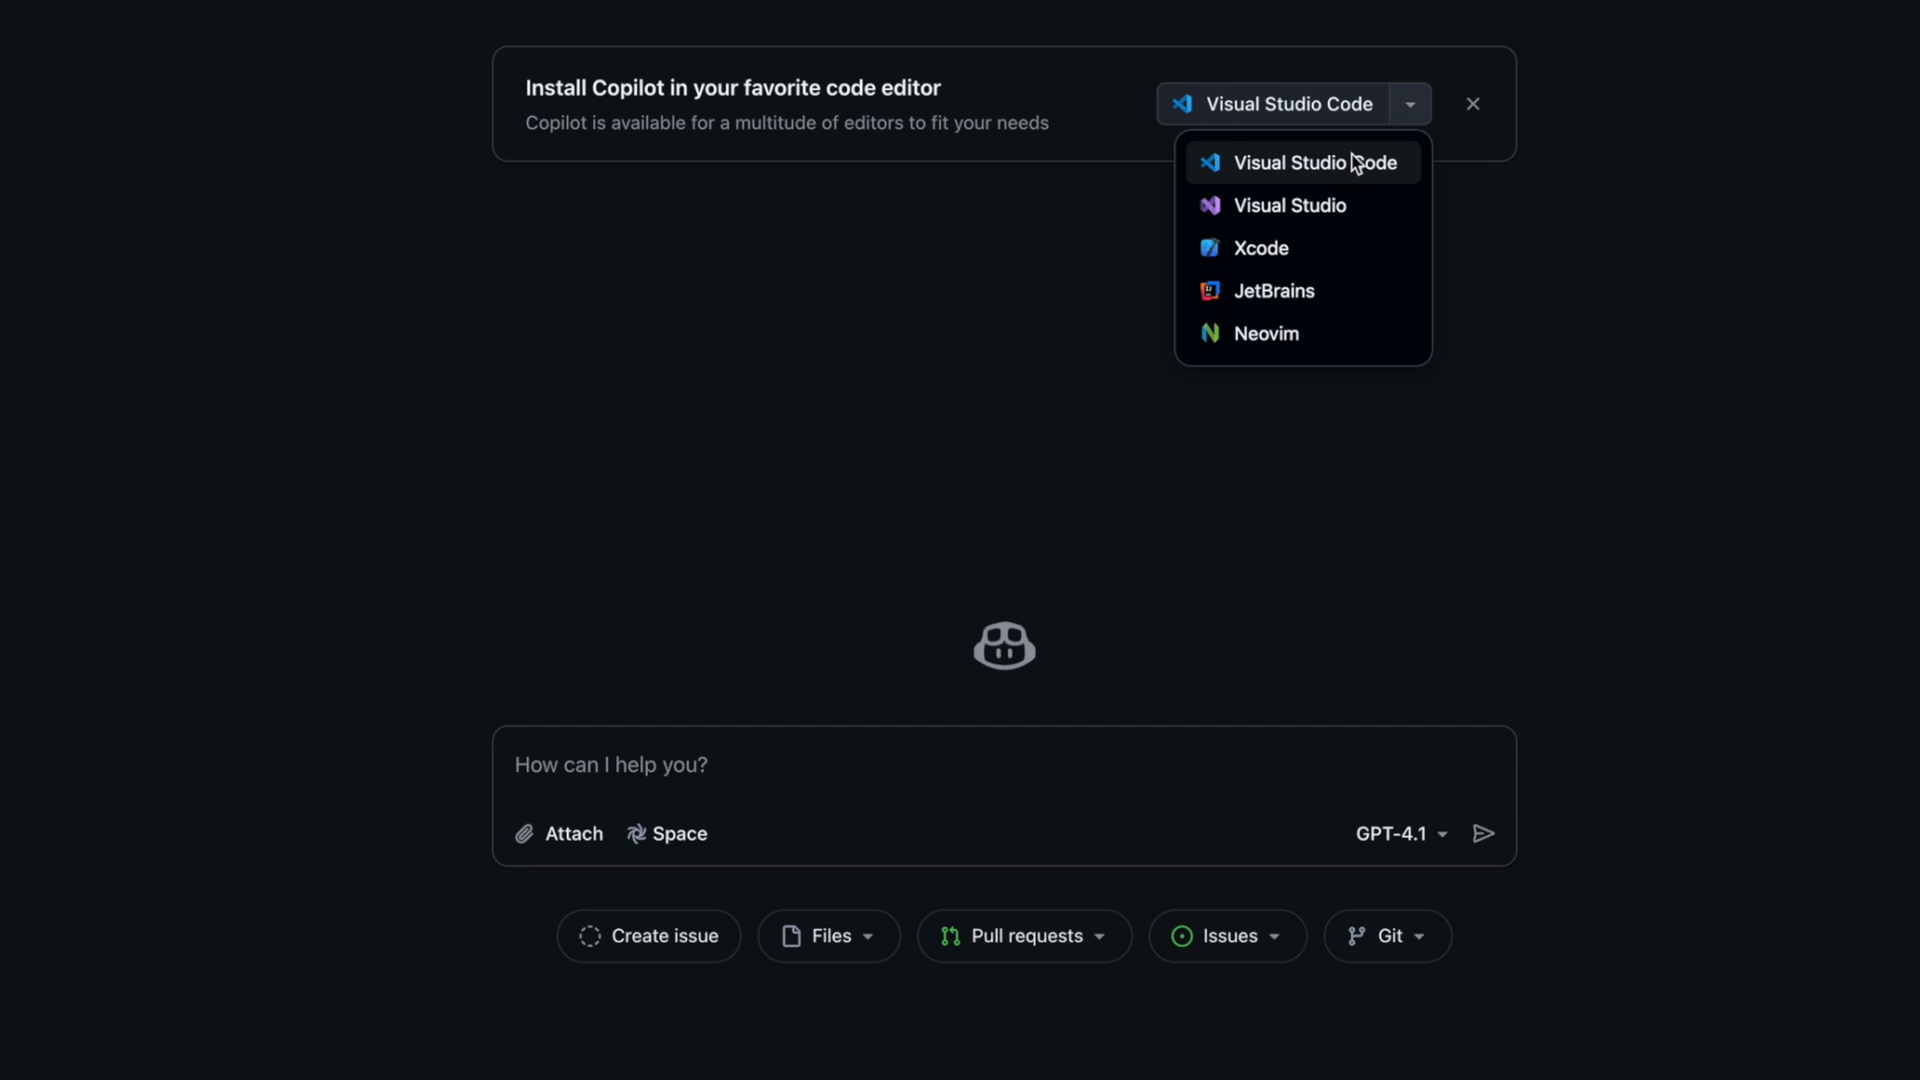 Install Copilot in your favorite code editor
Copilot is available for a multitude of editors to fit your needs
Visual Studio Code
Visual Studio Code
Visual Studio
Xcode
JetBrains
Neovim
How can I help you?
Attach Space GPT-4.1
Create issue Files Pull requests Issues Git